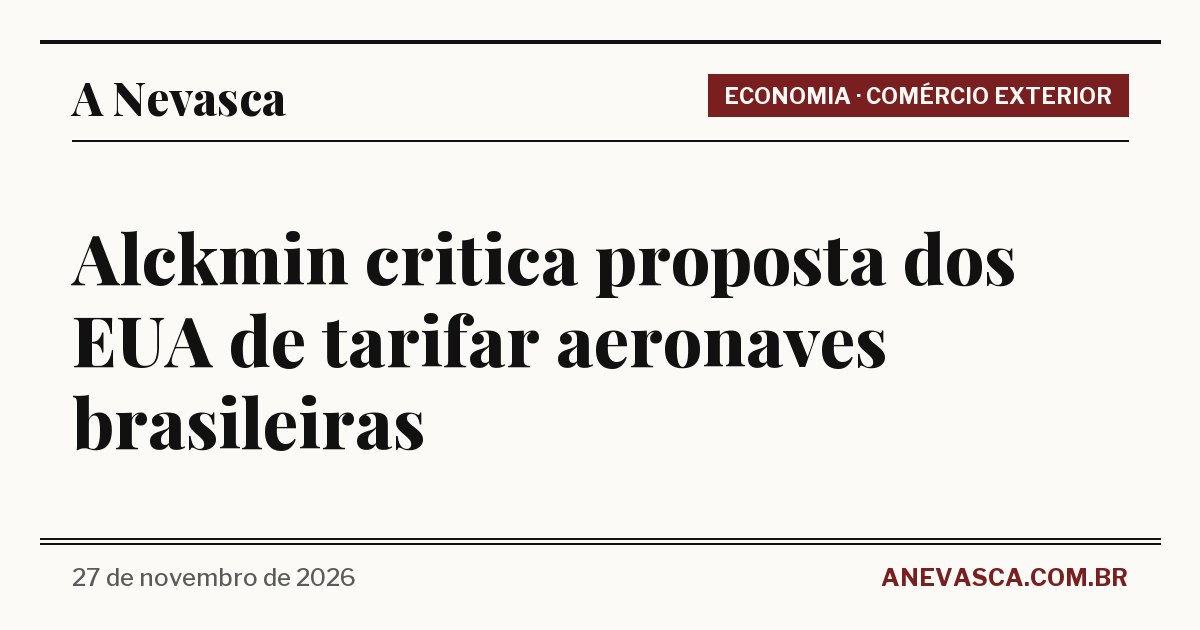 A Nevasca
ECONOMIA · COMÉRCIO EXTERIOR
Alckmin critica proposta dos
EUA de tarifar aeronaves
brasileiras
27 de novembro de 2026
ANEVASCA.COM.BR